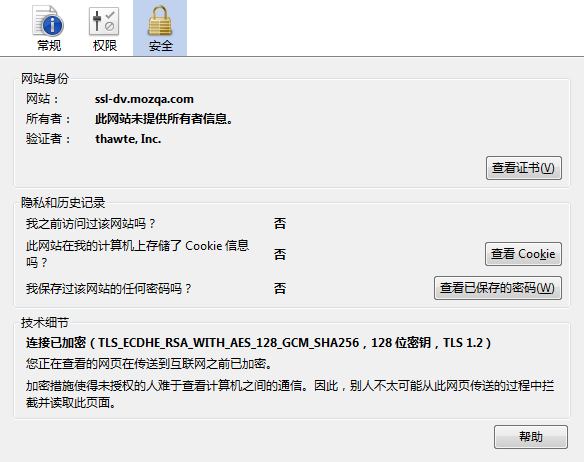 常规 权限 安全
网站身份
网站： ssl-dv.mozqa.com
所有者： 此网站未提供所有者信息。
验证者： thawte, Inc.
查看证书(V)
隐私和历史记录
我之前访问过该网站吗？ 否
此网站在我的计算机上存储了 Cookie 信息
吗？ 否 查看 Cookie
我保存过该网站的任何密码吗？ 否 查看已保存的密码(W)
技术细节
连接已加密（TLS_ECDHE_RSA_WITH_AES_128_GCM_SHA256，128 位密钥，TLS 1.2）
您正在查看的网页在传送到互联网之前已加密。
加密措施使得未授权的人难于查看计算机之间的通信。因此，别人不太可能从此网页传送的过程中拦
截并读取此页面。
帮助